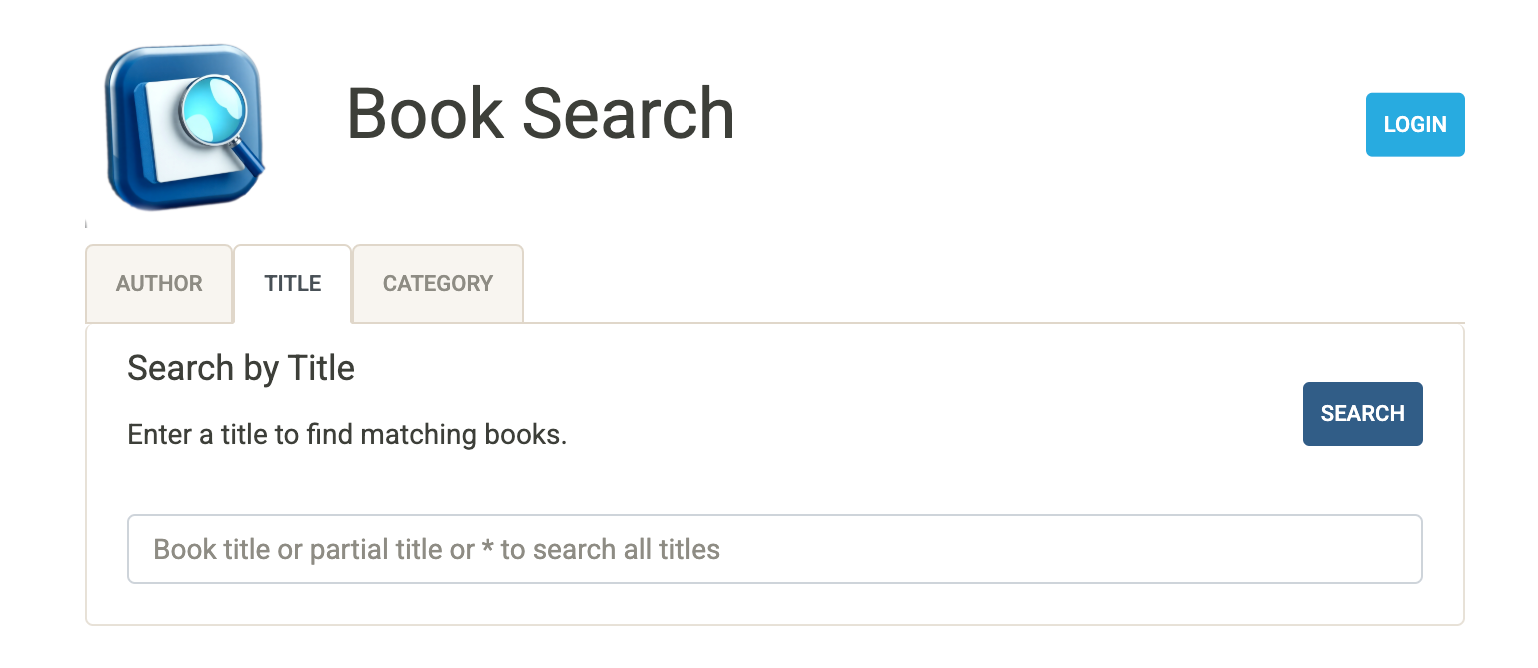 Book Search
LOGIN
AUTHOR
TITLE
CATEGORY
Search by Title
Enter a title to find matching books.
SEARCH
Book title or partial title or * to search all titles